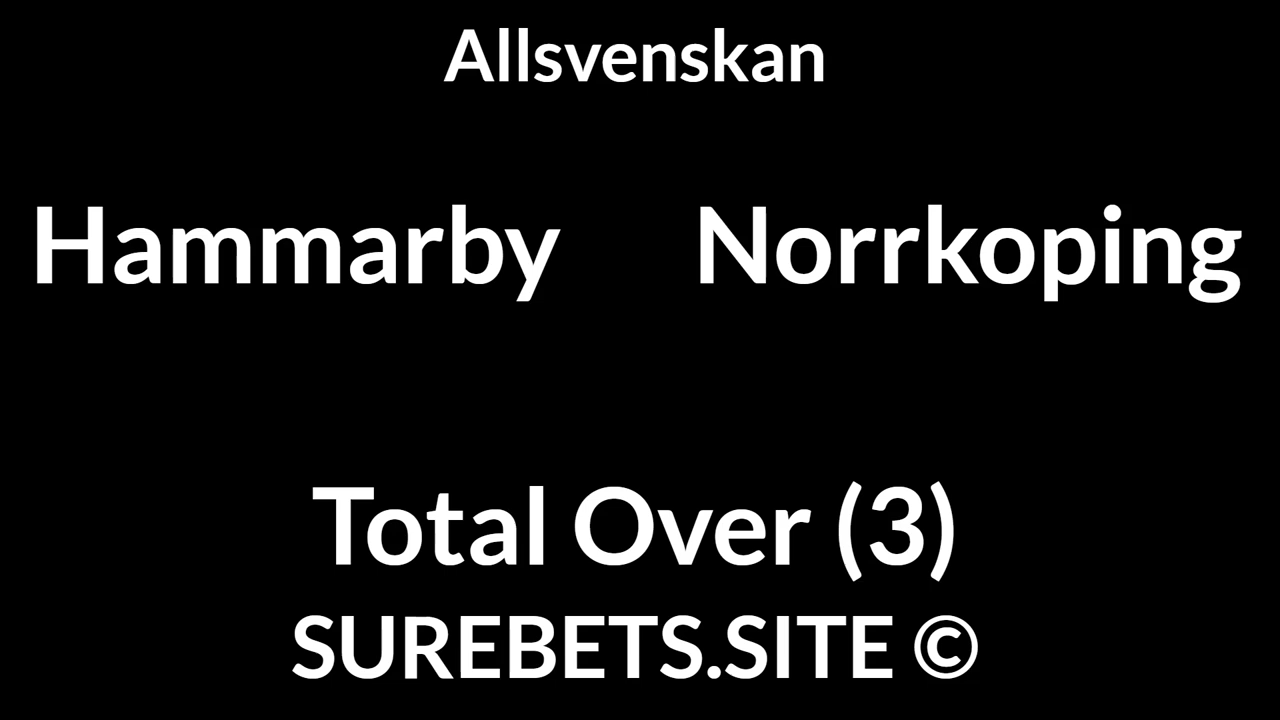 Allsvenskan
Hammarby Norrkoping
Total Over (3)
SUREBETS.SITE ©